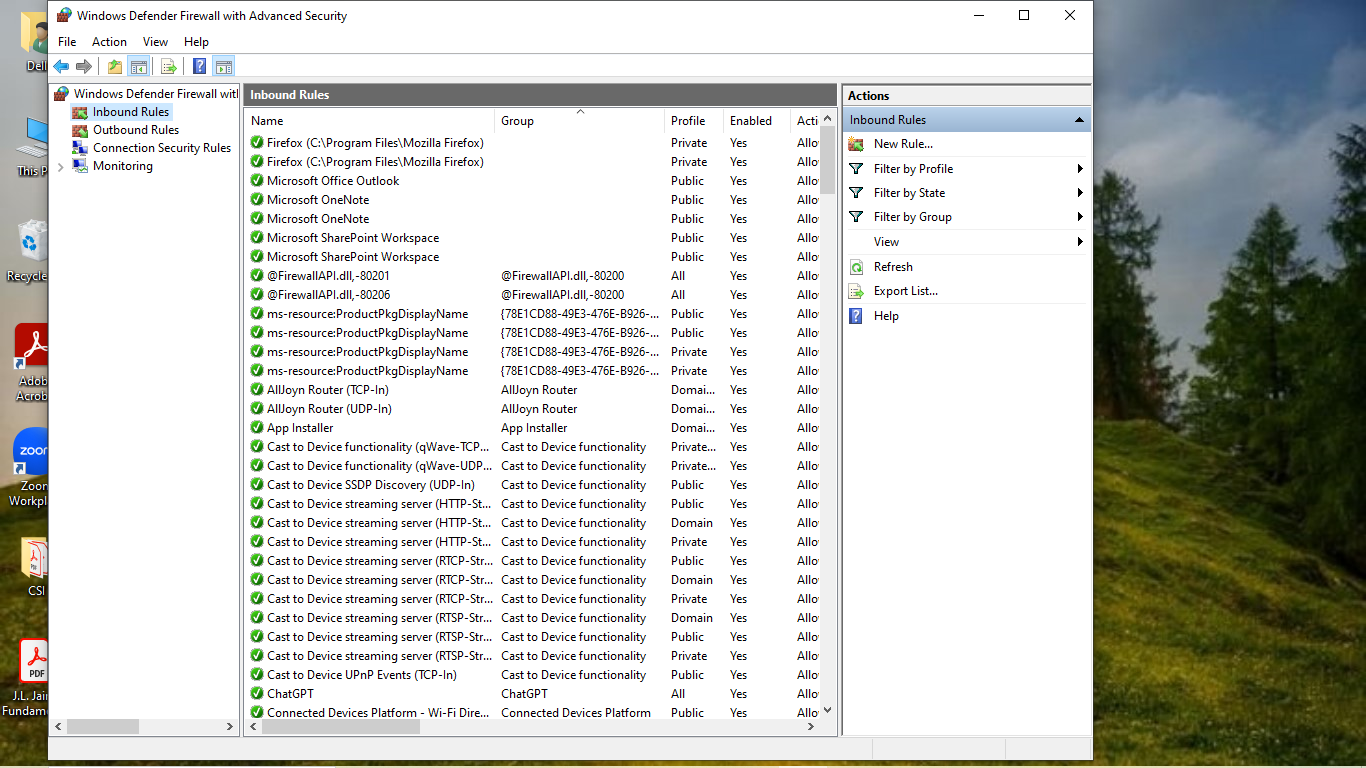 Windows Defender Firewall with Advanced Security
File Action View Help
Windows Defender Firewall witl
Inbound Rules
Outbound Rules
Connection Security Rules
Monitoring
Inbound Rules
Name Group Profile Enabled Acti
Firefox (C:\Program Files\Mozilla Firefox) Private Yes Allo
Firefox (C:\Program Files\Mozilla Firefox) Private Yes Allo
Microsoft Office Outlook Public Yes Allo
Microsoft OneNote Public Yes Allo
Microsoft OneNote Public Yes Allo
Microsoft SharePoint Workspace Public Yes Allo
Microsoft SharePoint Workspace Public Yes Allo
@FirewallAPI.dll,-80201 @FirewallAPI.dll,-80200 All Yes Allo
@FirewallAPI.dll,-80206 @FirewallAPI.dll,-80200 All Yes Allo
ms-resource:ProductPkgDisplayName {78E1CD88-49E3-476E-B926-... Public Yes Allo
ms-resource:ProductPkgDisplayName {78E1CD88-49E3-476E-B926-... Public Yes Allo
ms-resource:ProductPkgDisplayName {78E1CD88-49E3-476E-B926-... Private Yes Allo
ms-resource:ProductPkgDisplayName {78E1CD88-49E3-476E-B926-... Private Yes Allo
AllJoyn Router (TCP-In) AllJoyn Router Domai... Yes Allo
AllJoyn Router (UDP-In) AllJoyn Router Domai... Yes Allo
App Installer App Installer Domai... Yes Allo
Cast to Device functionality (qWave-TCP... Cast to Device functionality Private... Yes Allo
Cast to Device functionality (qWave-UDP... Cast to Device functionality Private... Yes Allo
Cast to Device SSDP Discovery (UDP-In) Cast to Device functionality Public Yes Allo
Cast to Device streaming server (HTTP-St... Cast to Device functionality Public Yes Allo
Cast to Device streaming server (HTTP-St... Cast to Device functionality Domain Yes Allo
Cast to Device streaming server (HTTP-St... Cast to Device functionality Private Yes Allo
Cast to Device streaming server (RTCP-Str... Cast to Device functionality Public Yes Allo
Cast to Device streaming server (RTCP-Str... Cast to Device functionality Domain Yes Allo
Cast to Device streaming server (RTCP-Str... Cast to Device functionality Private Yes Allo
Cast to Device streaming server (RTSP-Str... Cast to Device functionality Domain Yes Allo
Cast to Device streaming server (RTSP-Str... Cast to Device functionality Public Yes Allo
Cast to Device streaming server (RTSP-Str... Cast to Device functionality Private Yes Allo
Cast to Device UPnP Events (TCP-In) Cast to Device functionality Public Yes Allo
ChatGPT ChatGPT All Yes Allo
Connected Devices Platform - Wi-Fi Dire... Connected Devices Platform Public Yes Allo
Actions
Inbound Rules
New Rule...
Filter by Profile
Filter by State
Filter by Group
View
Refresh
Export List...
Help
Dell
This P
Recycle
Adob
Acrob
zoom
Zoon
Workpl
PDF
CSI
PDF
J.L. Jain
Fundam